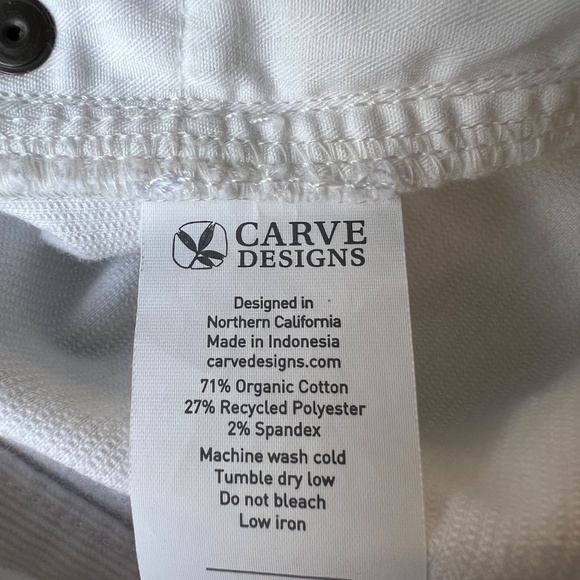 CARVE
DESIGNS
Designed in
Northern California
Made in Indonesia
carvedesigns.com
71% Organic Cotton
27% Recycled Polyester
2% Spandex
Machine wash cold
Tumble dry low
Do not bleach
Low iron